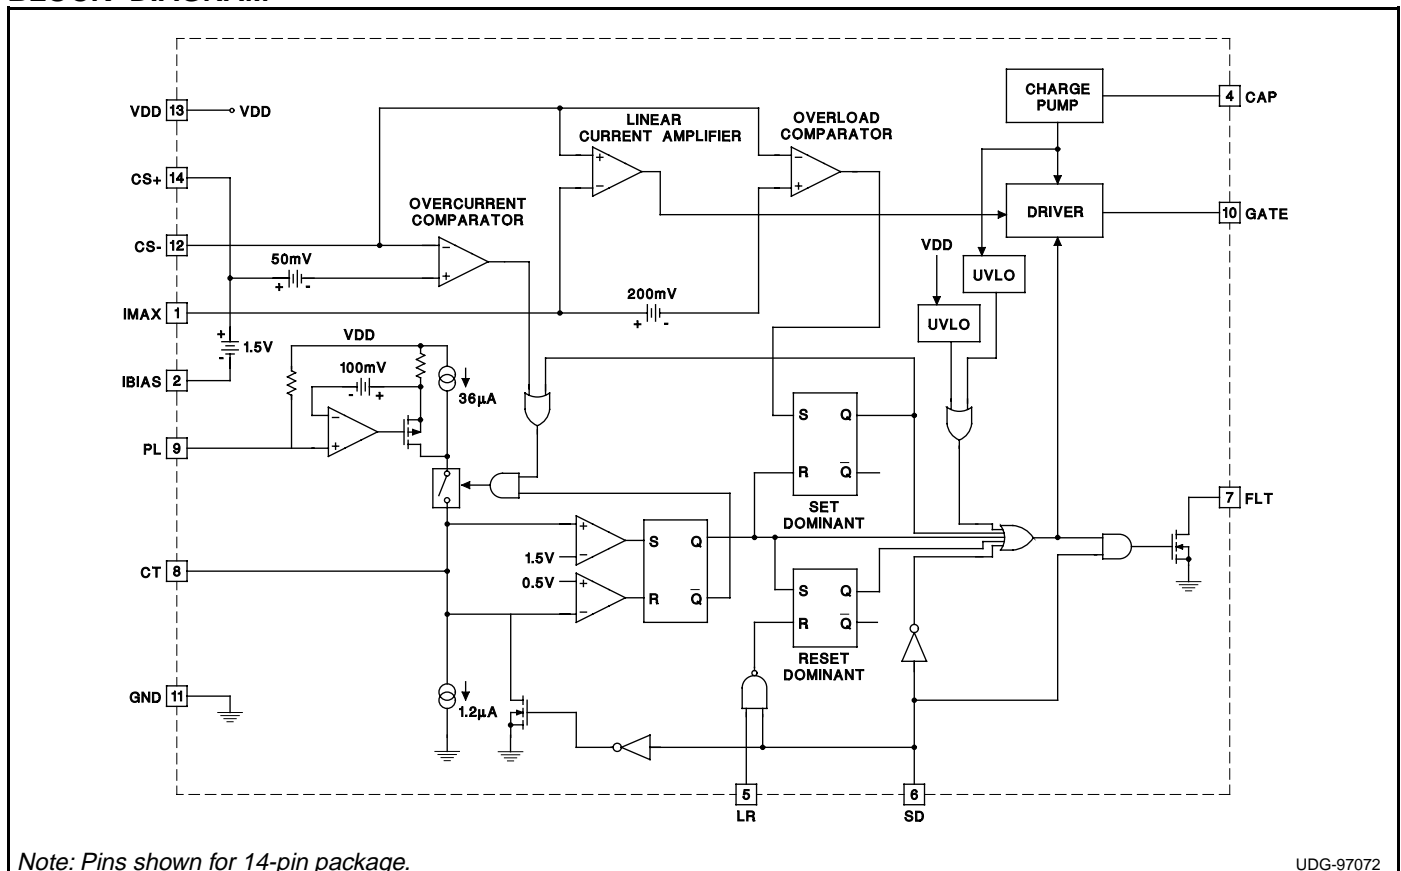 BLOCK DIAGRAM
CHARGE
PUMP
4 CAP
VDD 13 VDD
LINEAR
CURRENT AMPLIFIER
OVERLOAD
COMPARATOR
+
−
−
+
CS+ 14
OVERCURRENT
COMPARATOR
DRIVER
10 GATE
CS- 12
−
+
50mV
+ -
VDD
UVLO
200mV
+ -
IMAX 1
UVLO
+
-
1.5V
VDD
100mV
- +
36µA
IBIAS 2
−
+
PL 9
S Q
R Q
SET
DOMINANT
7 FLT
+
−
1.5V
S Q
CT 8
0.5V
+
−
R Q
S Q
R Q
RESET
DOMINANT
GND 11
1.2µA
5
LR
6
SD
Note: Pins shown for 14-pin package.
UDG-97072